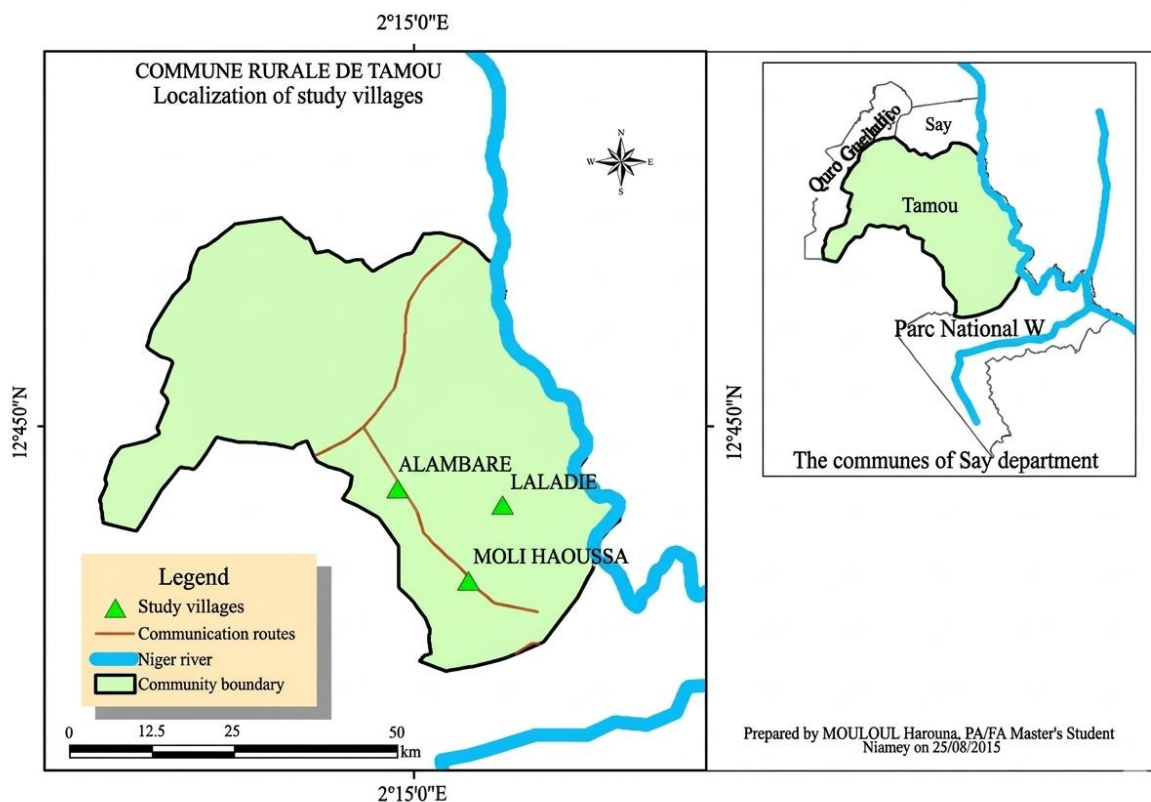 2°15'0"E
COMMUNE RURALE DE TAMOU
Localization of study villages
N
W E
S
12°450"N
12°450"N
ALAMBARE
LALADIE
MOLI HAOUSSA
Legend
Study villages
Communication routes
Niger river
Community boundary
0 12.5 25 50
km
2°15'0"E
Say
Quro
Tamou
Parc National W
The communes of Say department
Prepared by MOULOUL Harouna, PA/FA Master's Student
Niamey on 25/08/2015